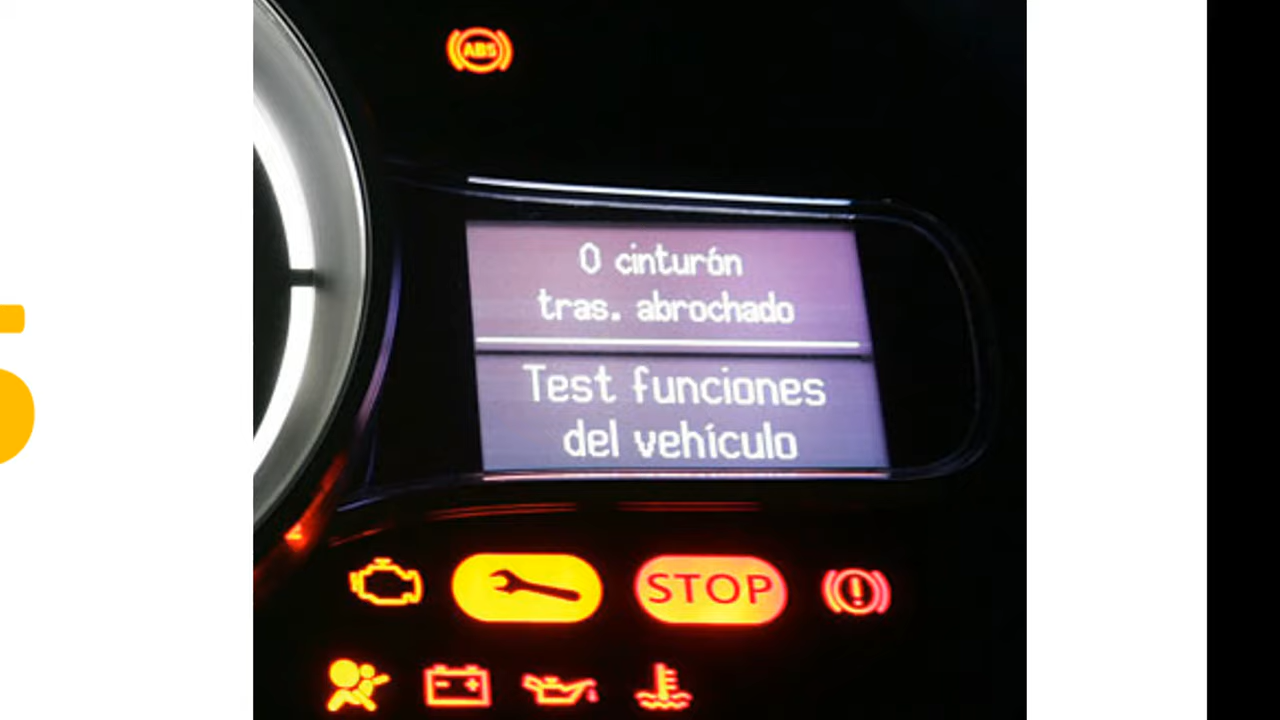 ABS
0 cinturón
tras. abrochado
Test funciones
del vehículo
STOP